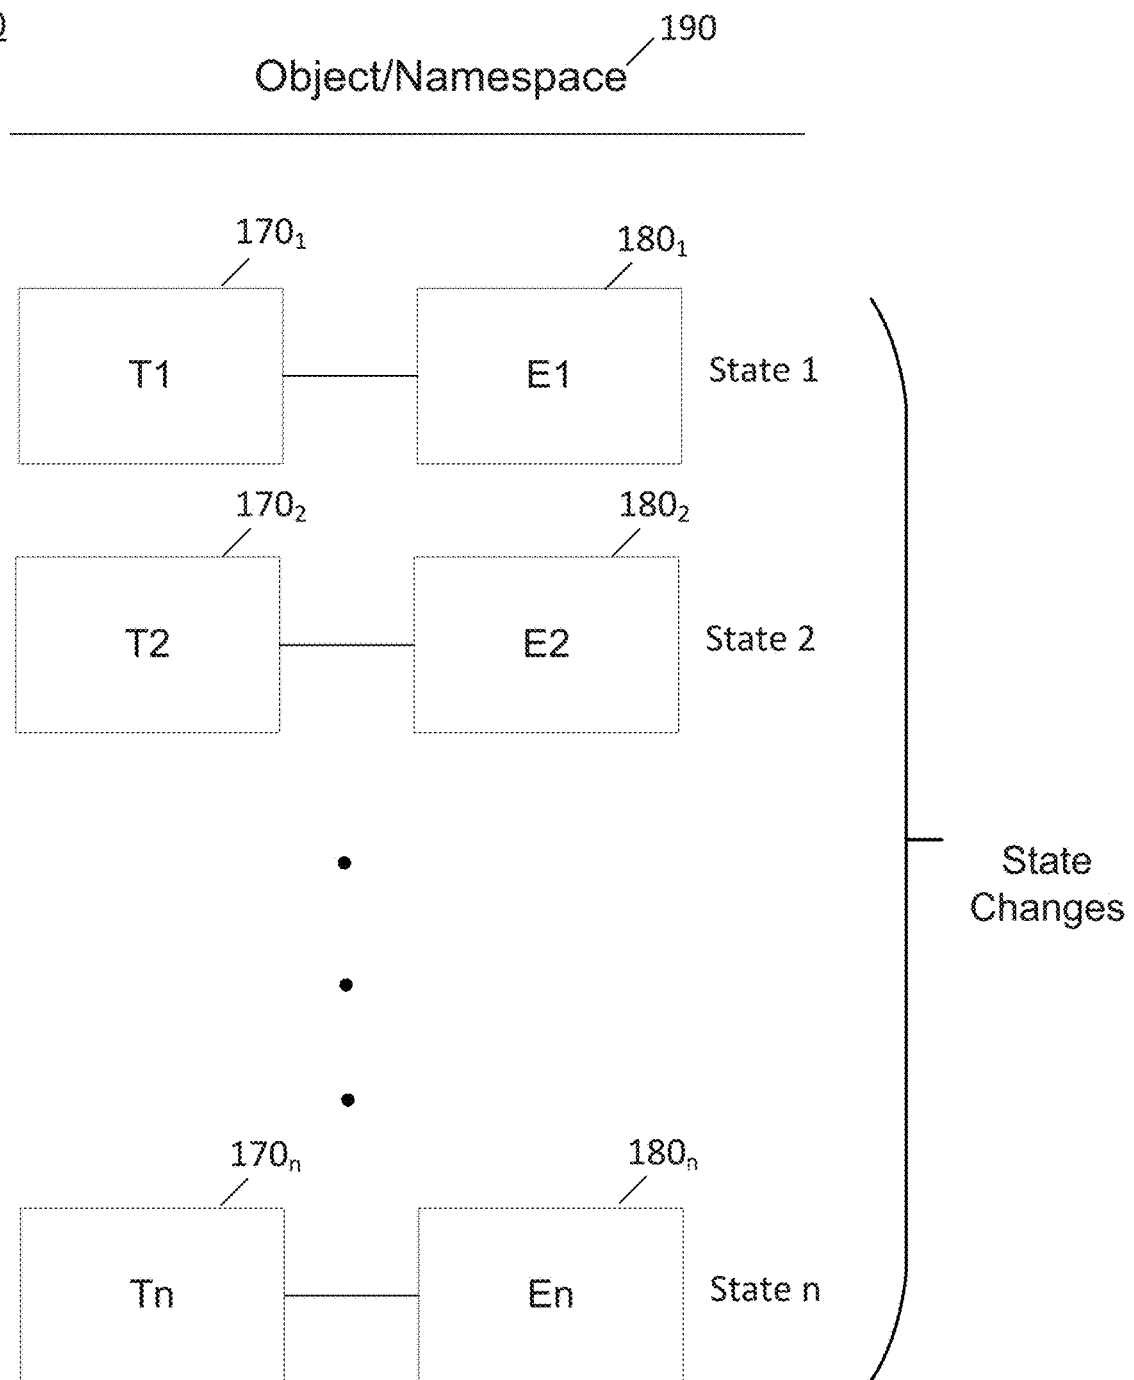 190
Object/Namespace
170₁
180₁
T1
E1
State 1
170₂
180₂
T2
E2
State 2
State
Changes
170ₙ
180ₙ
Tn
En
State n